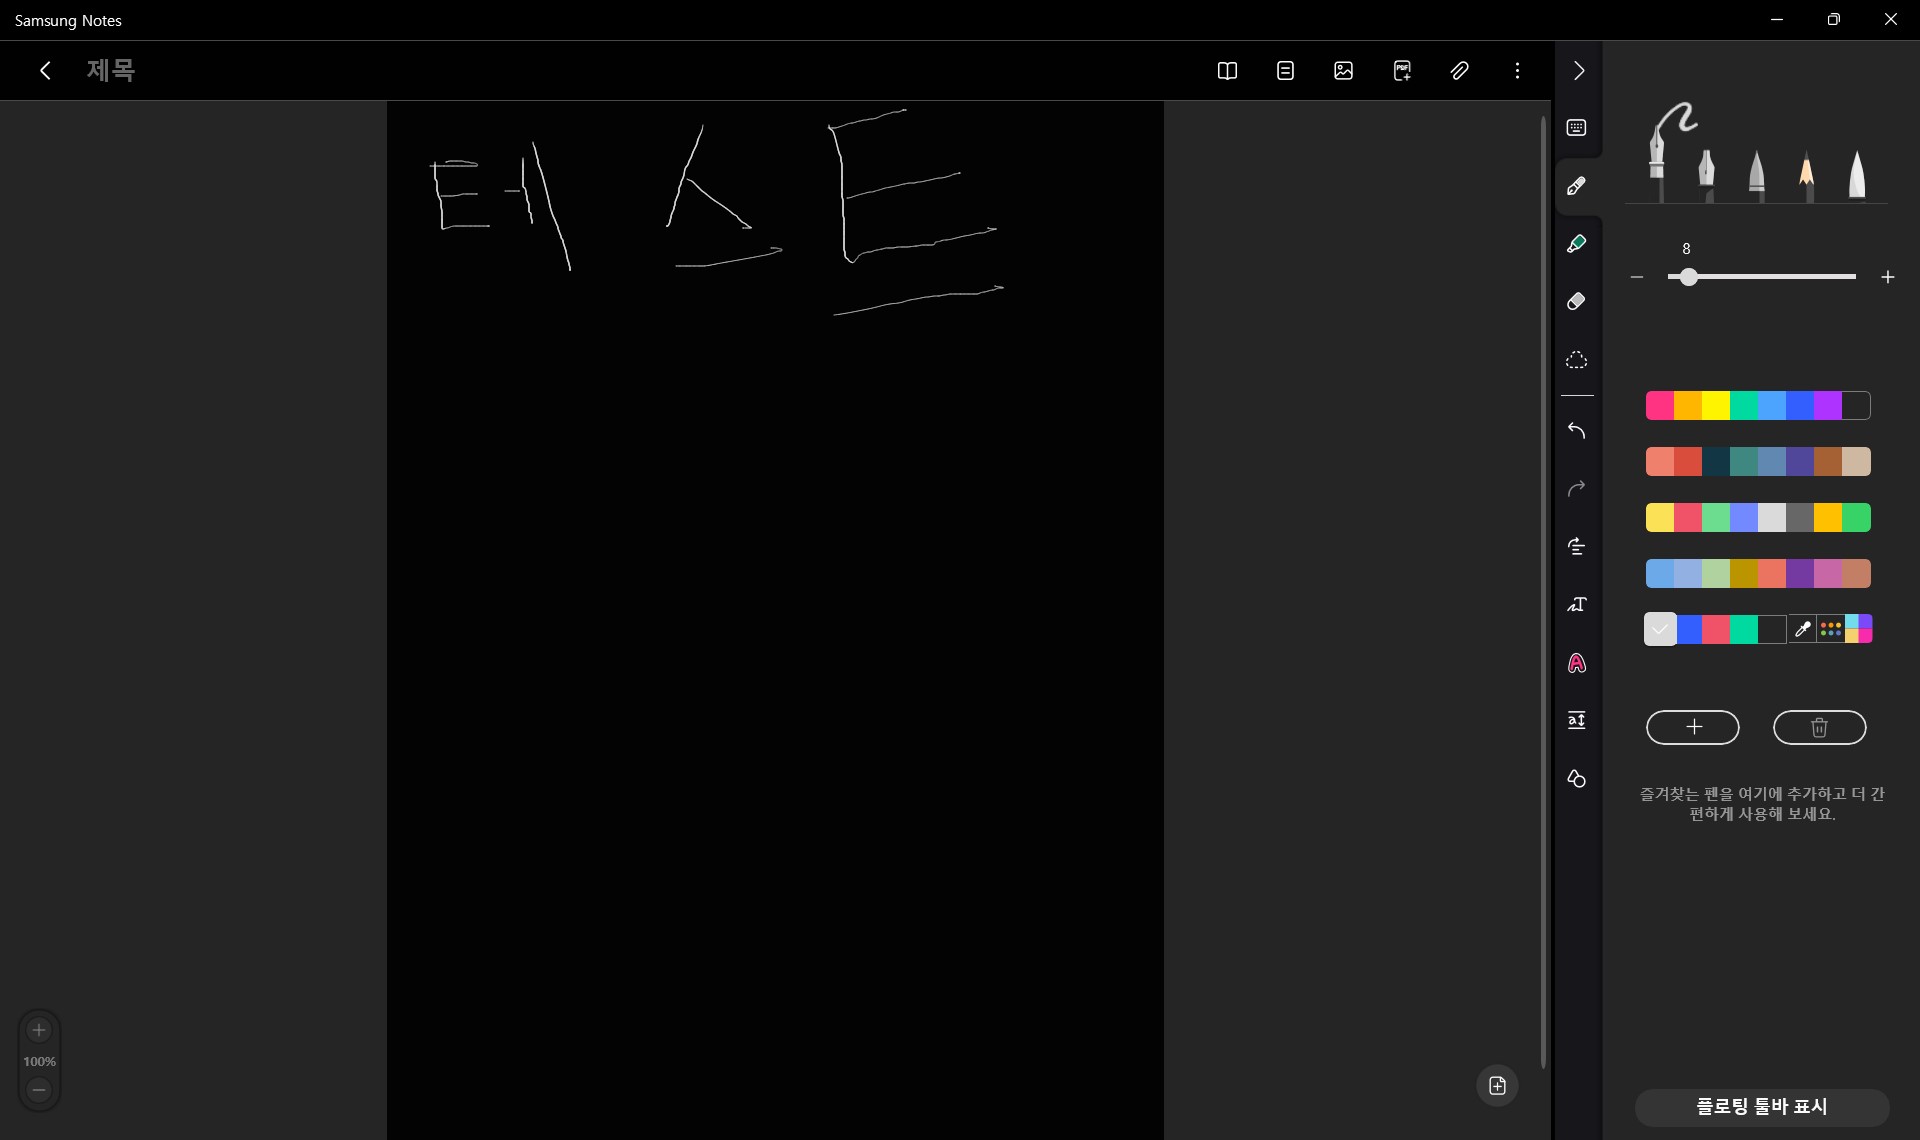 Samsung Notes
제목
테스트
8
즐겨찾는 펜을 여기에 추가하고 더 간
편하게 사용해 보세요.
100%
플로팅 툴바 표시